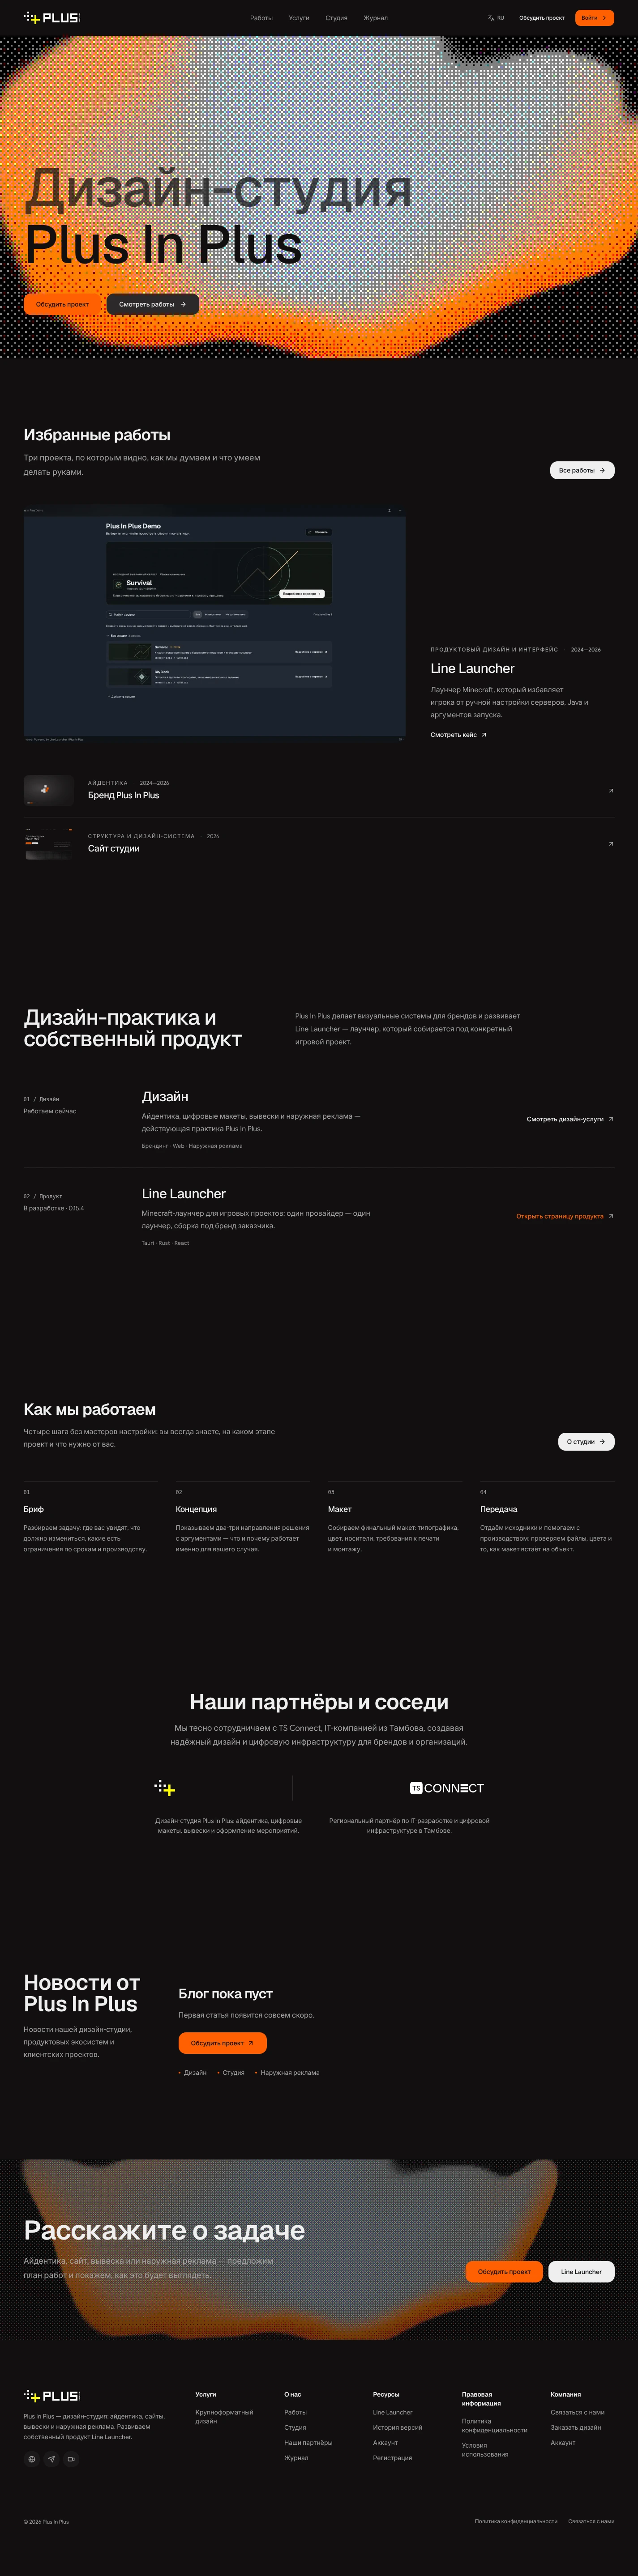 PLUS
Работы
Услуги
Студия
Журнал
RU
Обсудить проект
Войти
Дизайн-студия
Plus In Plus
Обсудить проект
Смотреть работы
Избранные работы
Три проекта, по которым видно, как мы думаем и что умеем
делать руками.
Все работы
Plus In Plus Demo
Survival
ПРОДУКТОВЫЙ ДИЗАЙН И ИНТЕРФЕЙС · 2024—2026
Line Launcher
Лаунчер Minecraft, который избавляет
игрока от ручной настройки серверов, Java и
аргументов запуска.
Смотреть кейс
АЙДЕНТИКА · 2024—2026
Бренд Plus In Plus
СТРУКТУРА И ДИЗАЙН-СИСТЕМА · 2026
Сайт студии
Дизайн-практика и
собственный продукт
Plus In Plus делает визуальные системы для брендов и развивает
Line Launcher — лаунчер, который собирается под конкретный
игровой проект.
01 / Дизайн
Работаем сейчас
Дизайн
Айдентика, цифровые макеты, вывески и наружная реклама —
действующая практика Plus In Plus.
Брендинг · Web · Наружная реклама
Смотреть дизайн-услуги
02 / Продукт
В разработке · 0.15.4
Line Launcher
Minecraft-лаунчер для игровых проектов: один провайдер — один
лаунчер, сборка под бренд заказчика.
Tauri · Rust · React
Открыть страницу продукта
Как мы работаем
Четыре шага без мастеров настройки: вы всегда знаете, на каком этапе
проект и что нужно от вас.
О студии
01
Бриф
Разбираем задачу: где вас увидят, что
должно измениться, какие есть
ограничения по срокам и производству.
02
Концепция
Показываем два-три направления решения
с аргументами — что и почему работает
именно для вашего случая.
03
Макет
Собираем финальный макет: типографика,
цвет, носители, требования к печати
и монтажу.
04
Передача
Отдаём исходники и помогаем с
производством: проверяем файлы, цвета и
то, как макет встаёт на объект.
Наши партнёры и соседи
Мы тесно сотрудничаем с TS Connect, IT-компанией из Тамбова, создавая
надёжный дизайн и цифровую инфраструктуру для брендов и организаций.
TS CONNECT
Дизайн-студия Plus In Plus: айдентика, цифровые
макеты, вывески и оформление мероприятий.
Региональный партнёр по IT-разработке и цифровой
инфраструктуре в Тамбове.
Новости от
Plus In Plus
Новости нашей дизайн-студии,
продуктовых экосистем и
клиентских проектов.
Блог пока пуст
Первая статья появится совсем скоро.
Обсудить проект
• Дизайн
• Студия
• Наружная реклама
Расскажите о задаче
Айдентика, сайт, вывеска или наружная реклама — предложим
план работ и покажем, как это будет выглядеть.
Обсудить проект
Line Launcher
PLUS
Plus In Plus — дизайн-студия: айдентика, сайты,
вывески и наружная реклама. Развиваем
собственный продукт Line Launcher.
Услуги
Крупноформатный
дизайн
О нас
Работы
Студия
Наши партнёры
Журнал
Ресурсы
Line Launcher
История версий
Аккаунт
Регистрация
Правовая
информация
Политика
конфиденциальности
Условия
использования
Компания
Связаться с нами
Заказать дизайн
Аккаунт
© 2026 Plus In Plus
Политика конфиденциальности
Связаться с нами